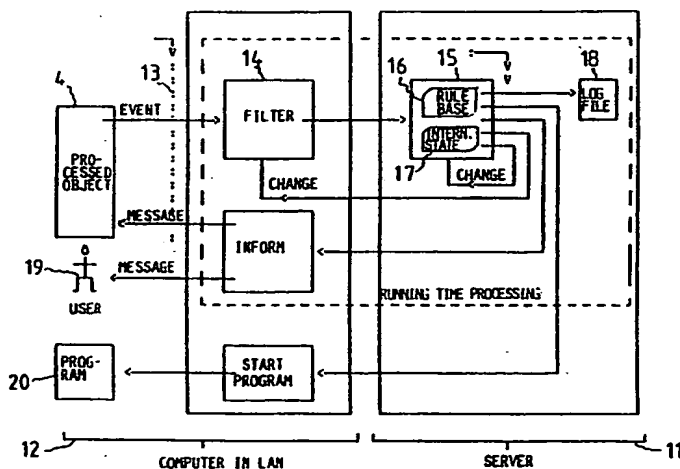 4
13
14
15
16
18
EVENT
FILTER
RULE
BASE
LOG
FILE
PRO-
CESSED
OBJECT
INTERN.
STATE
17
CHANGE
CHANGE
MESSAGE
INFORM
19
MESSAGE
USER
RUNNING TIME PROCESSING
PROG-
RAM
START
PROGRAM
20
12
11
COMPUTER IN LAN
SERVER